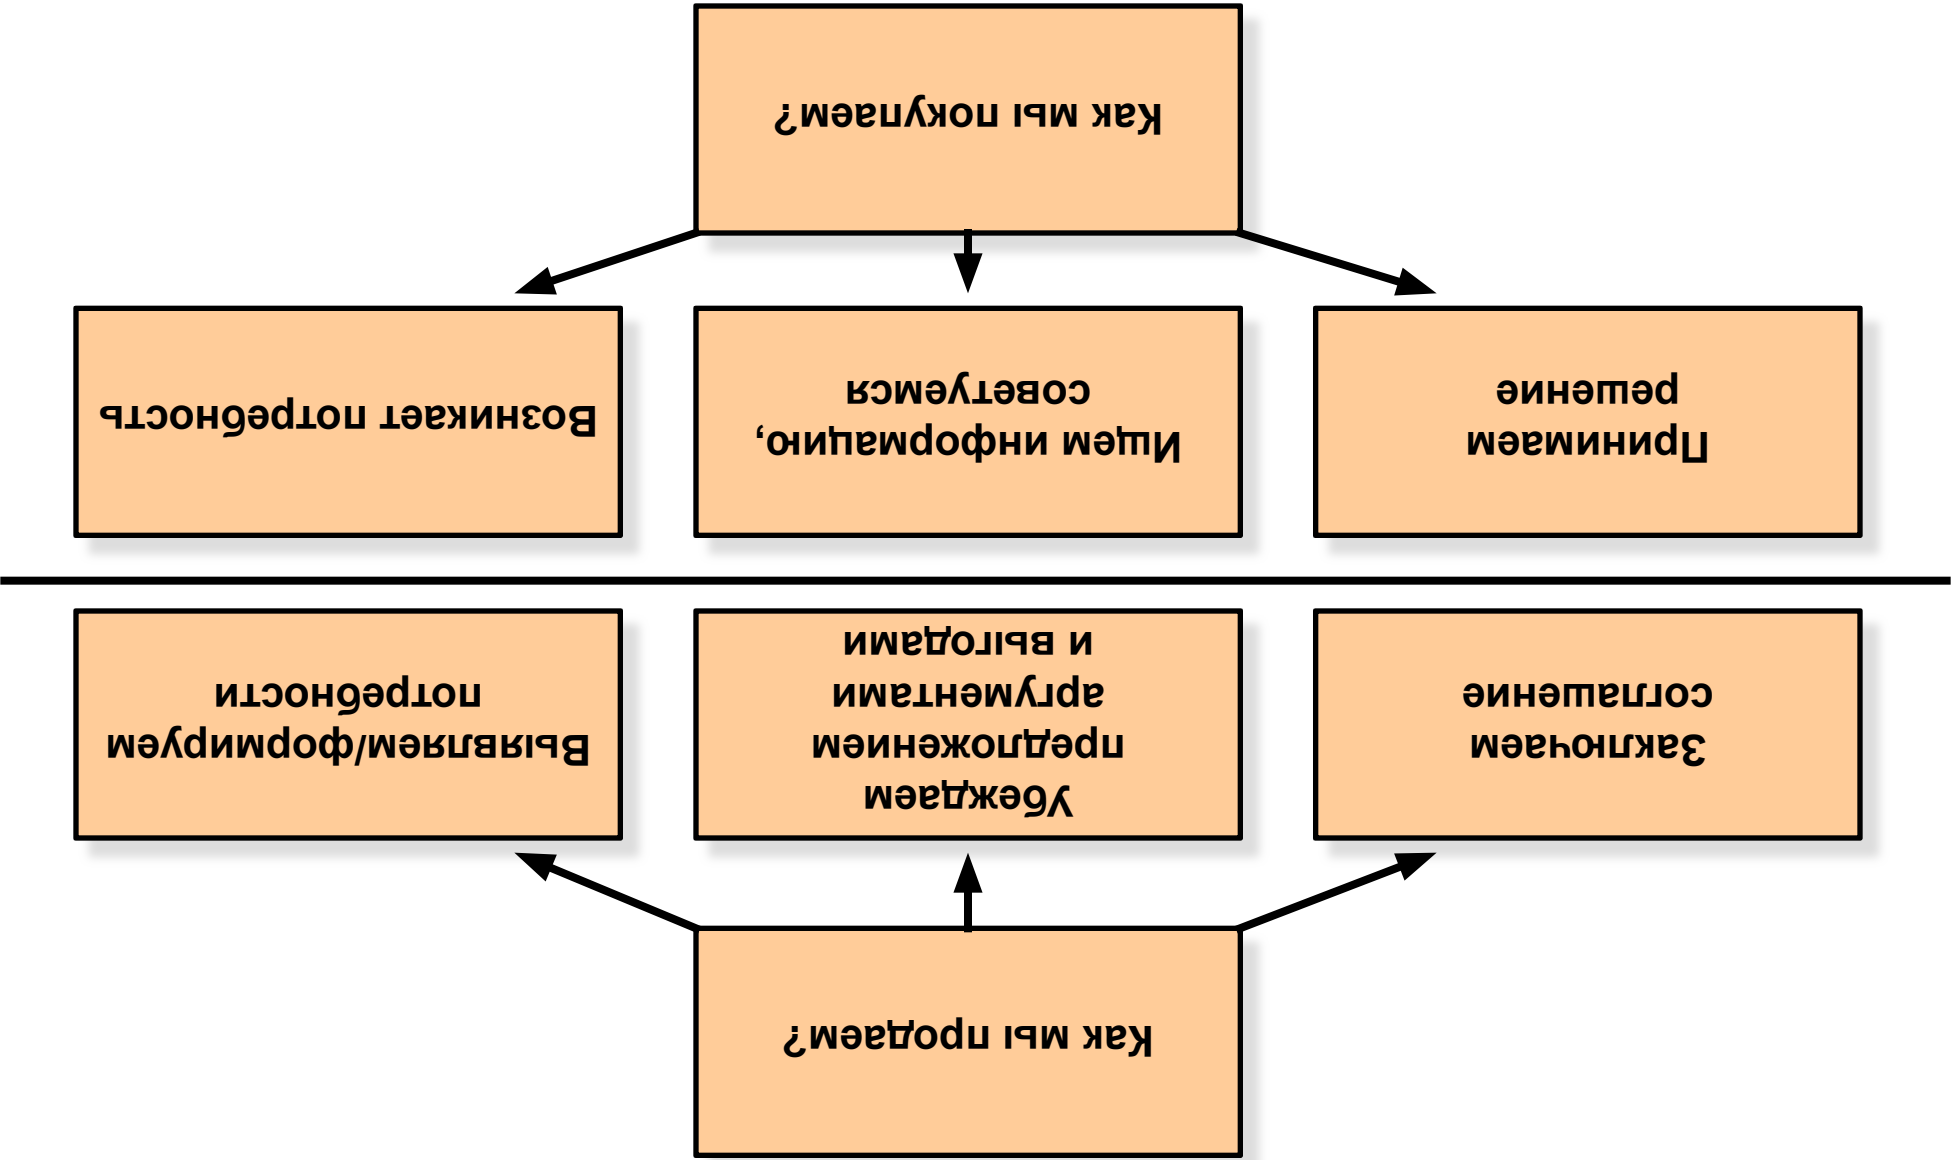 Как мы покупаем?
Возникает потребность
Ищем информацию,
советуемся
Принимаем
решение
Выявляем/формируем
потребности
Убеждаем
предложением
аргументами
и выгодами
Заключаем
соглашение
Как мы продаем?